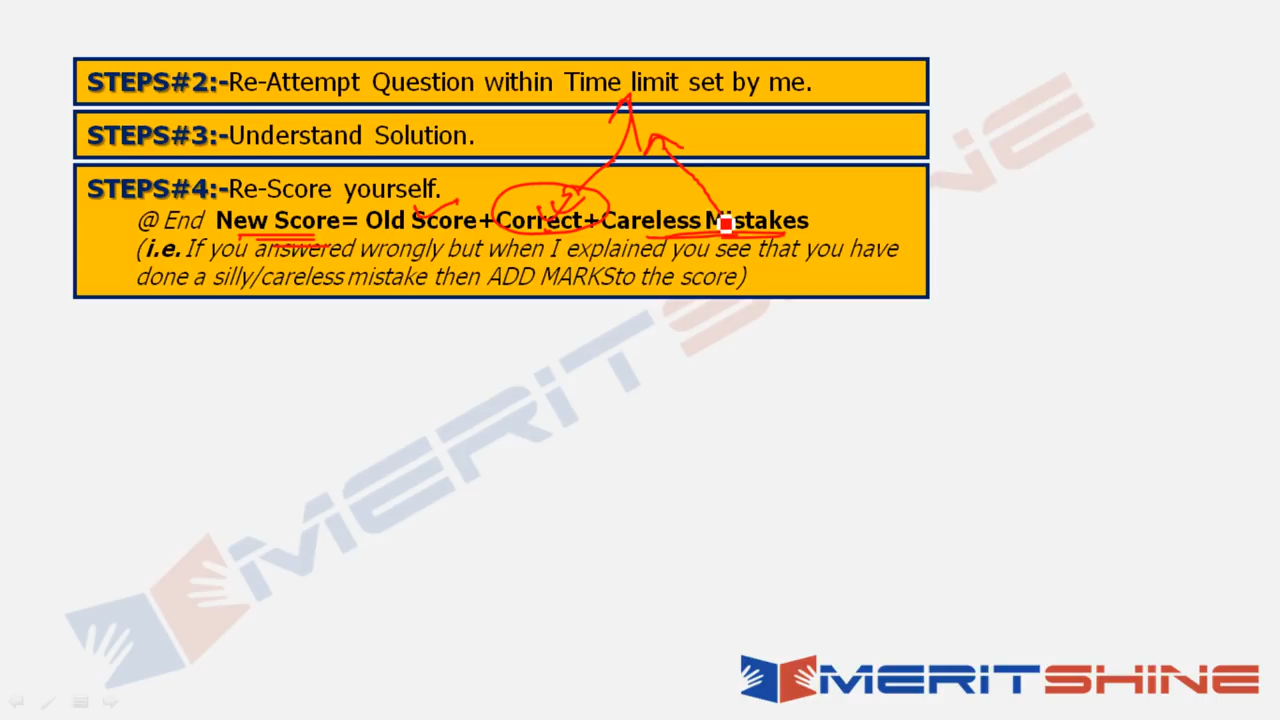 STEPS#2:-Re-Attempt Question within Time limit set by me.
STEPS#3:-Understand Solution.
STEPS#4:-Re-Score yourself.
@ End New Score= Old Score+Correct+Careless Mistakes
(i.e. If you answered wrongly but when I explained you see that you have
done a silly/careless mistake then ADD MARKSto the score)
MERiTSHINE
MERiTSHINE